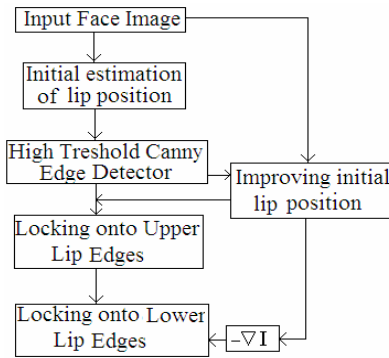 Input Face Image
Initial estimation
of lip position
High Treshold Canny
Edge Detector
Improving initial
lip position
Locking onto Upper
Lip Edges
Locking onto Lower
Lip Edges
−∇I